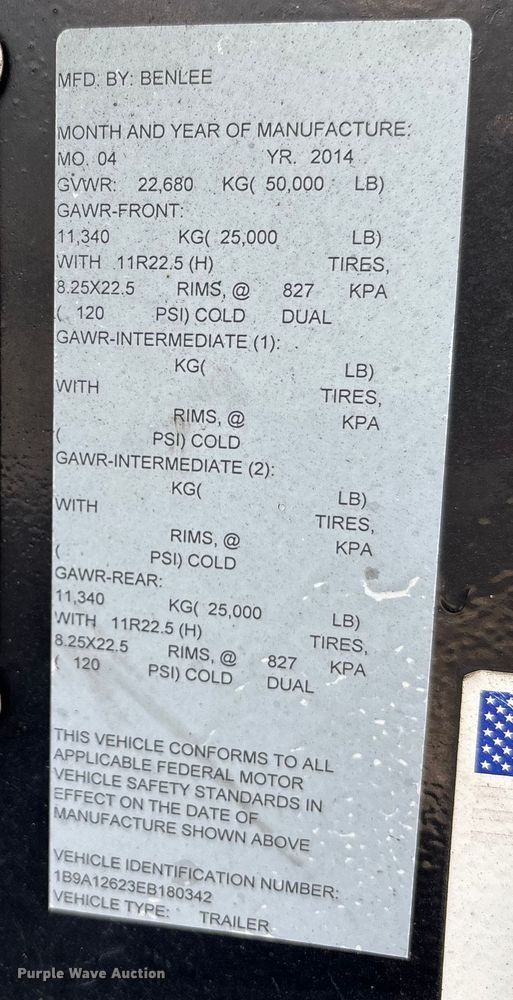 MFD. BY: BENLEE
MONTH AND YEAR OF MANUFACTURE:
MO. 04 YR. 2014
GVWR: 22,680 KG( 50,000 LB)
GAWR-FRONT:
11,340 KG( 25,000 LB)
WITH 11R22.5 (H) TIRES,
8.25X22.5 RIMS, @ 827 KPA
( 120 PSI) COLD DUAL
GAWR-INTERMEDIATE (1):
KG( LB)
WITH TIRES,
RIMS, @ KPA
( PSI) COLD
GAWR-INTERMEDIATE (2):
KG( LB)
WITH TIRES,
RIMS, @ KPA
( PSI) COLD
GAWR-REAR:
11,340 KG( 25,000 LB)
WITH 11R22.5 (H) TIRES,
8.25X22.5 RIMS, @ 827 KPA
( 120 PSI) COLD DUAL
THIS VEHICLE CONFORMS TO ALL
APPLICABLE FEDERAL MOTOR
VEHICLE SAFETY STANDARDS IN
EFFECT ON THE DATE OF
MANUFACTURE SHOWN ABOVE
VEHICLE IDENTIFICATION NUMBER:
1B9A12623EB180342
VEHICLE TYPE: TRAILER
Purple Wave Auction